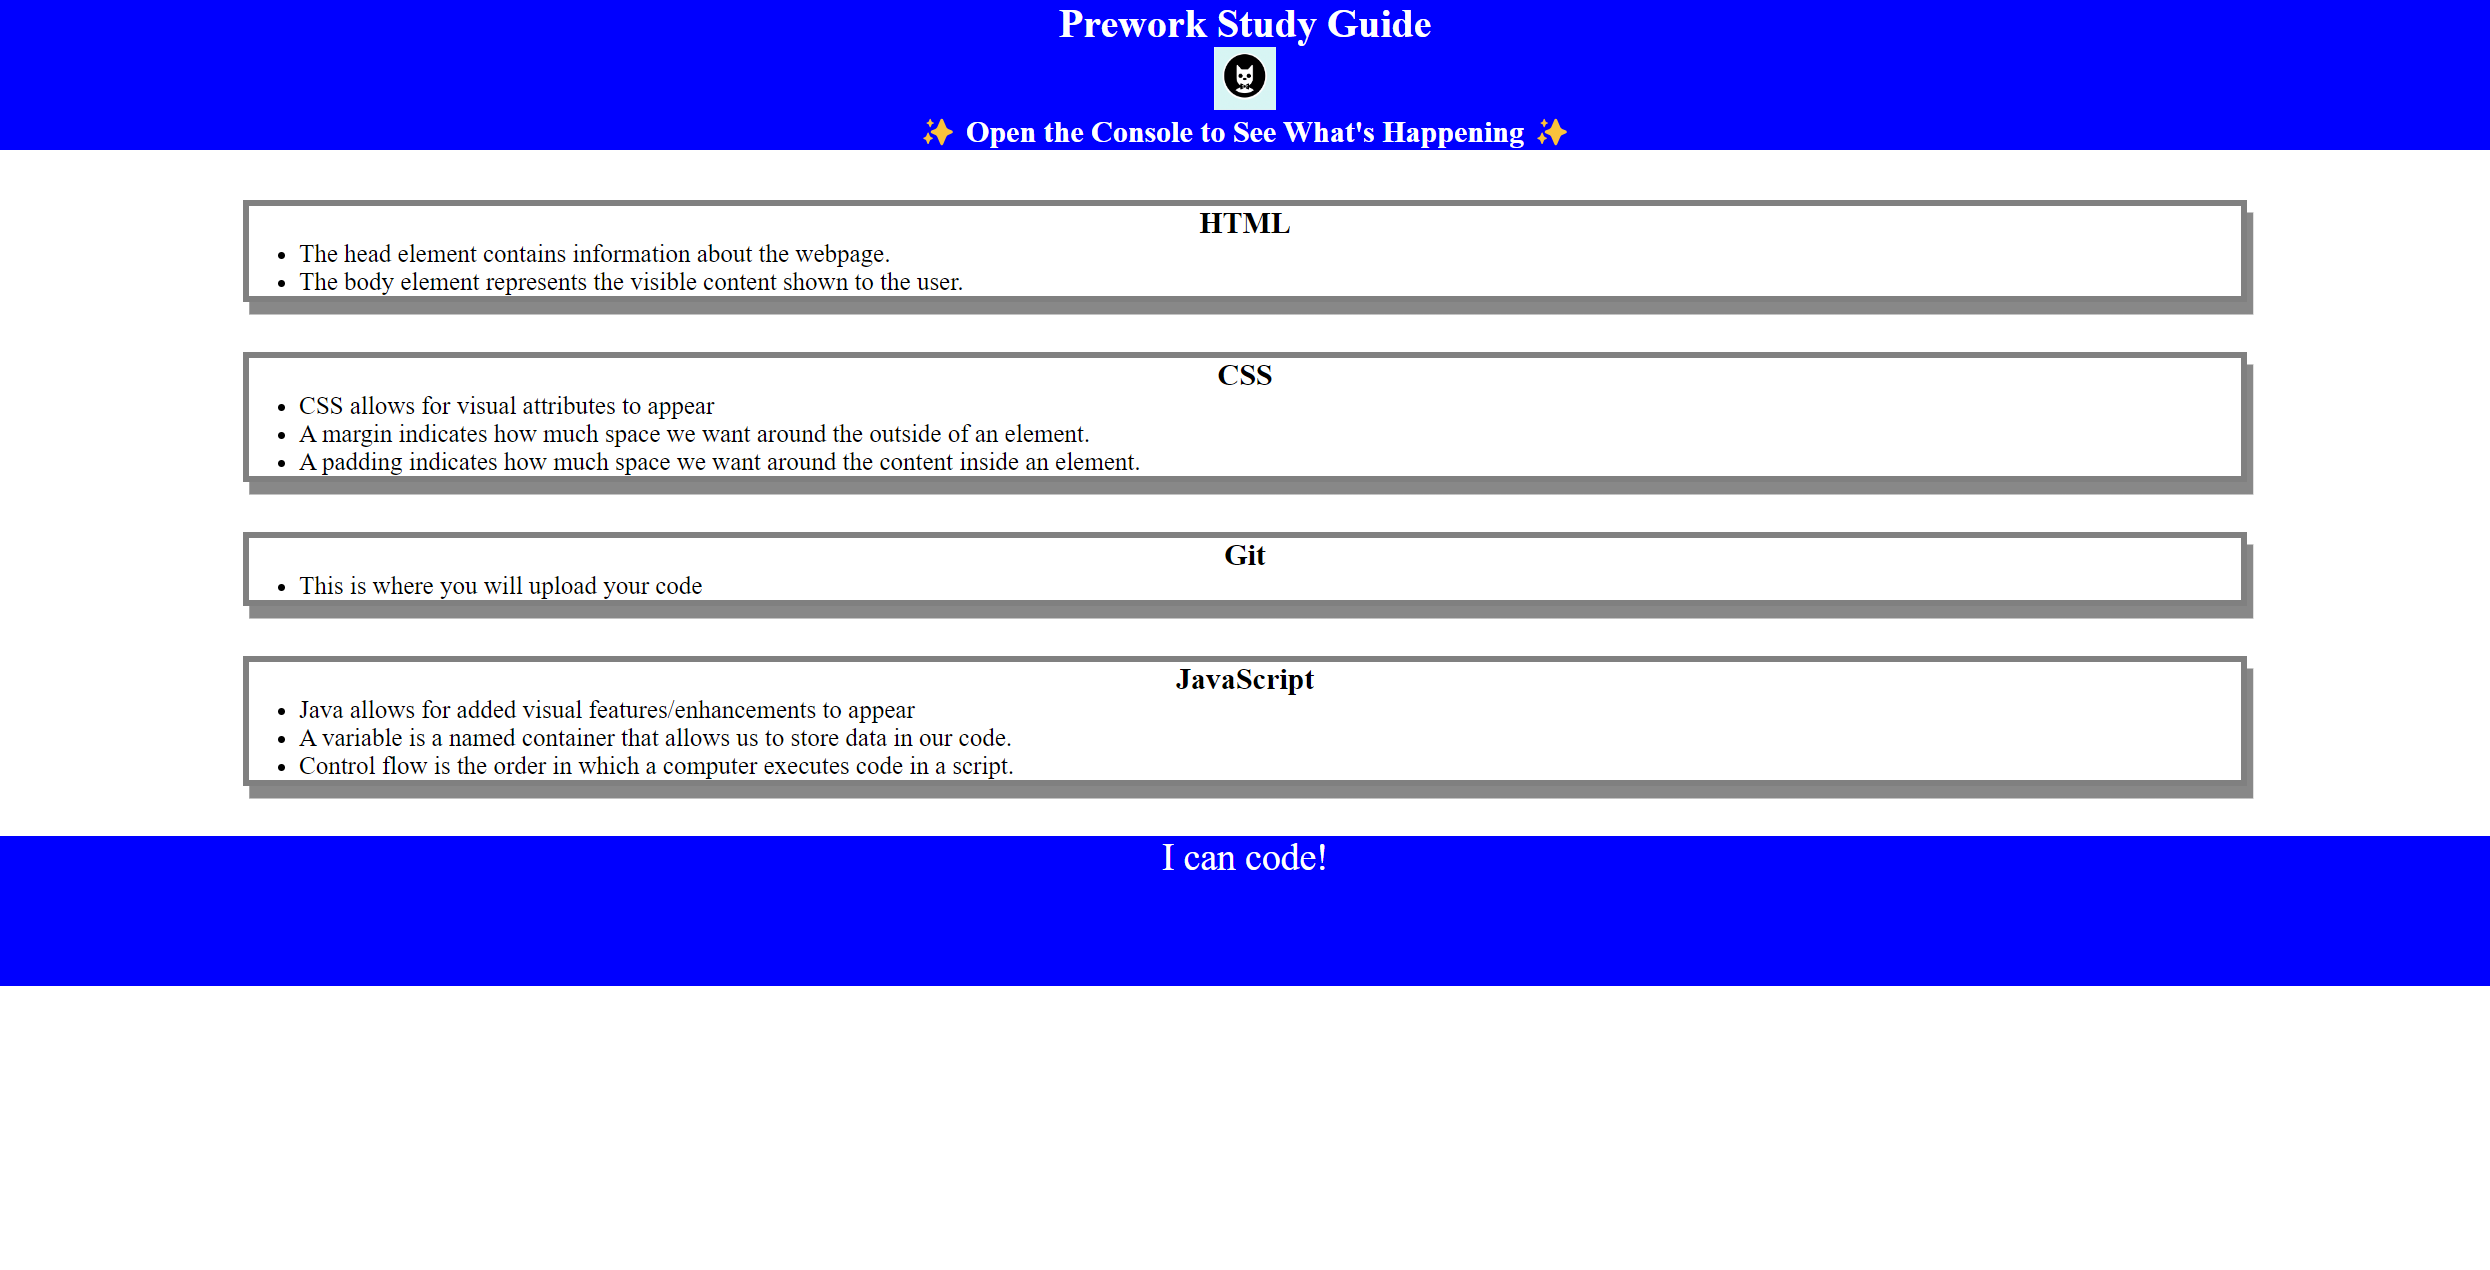 Prework Study Guide
✨ Open the Console to See What's Happening ✨
HTML
• The head element contains information about the webpage.
• The body element represents the visible content shown to the user.
CSS
• CSS allows for visual attributes to appear
• A margin indicates how much space we want around the outside of an element.
• A padding indicates how much space we want around the content inside an element.
Git
• This is where you will upload your code
JavaScript
• Java allows for added visual features/enhancements to appear
• A variable is a named container that allows us to store data in our code.
• Control flow is the order in which a computer executes code in a script.
I can code!